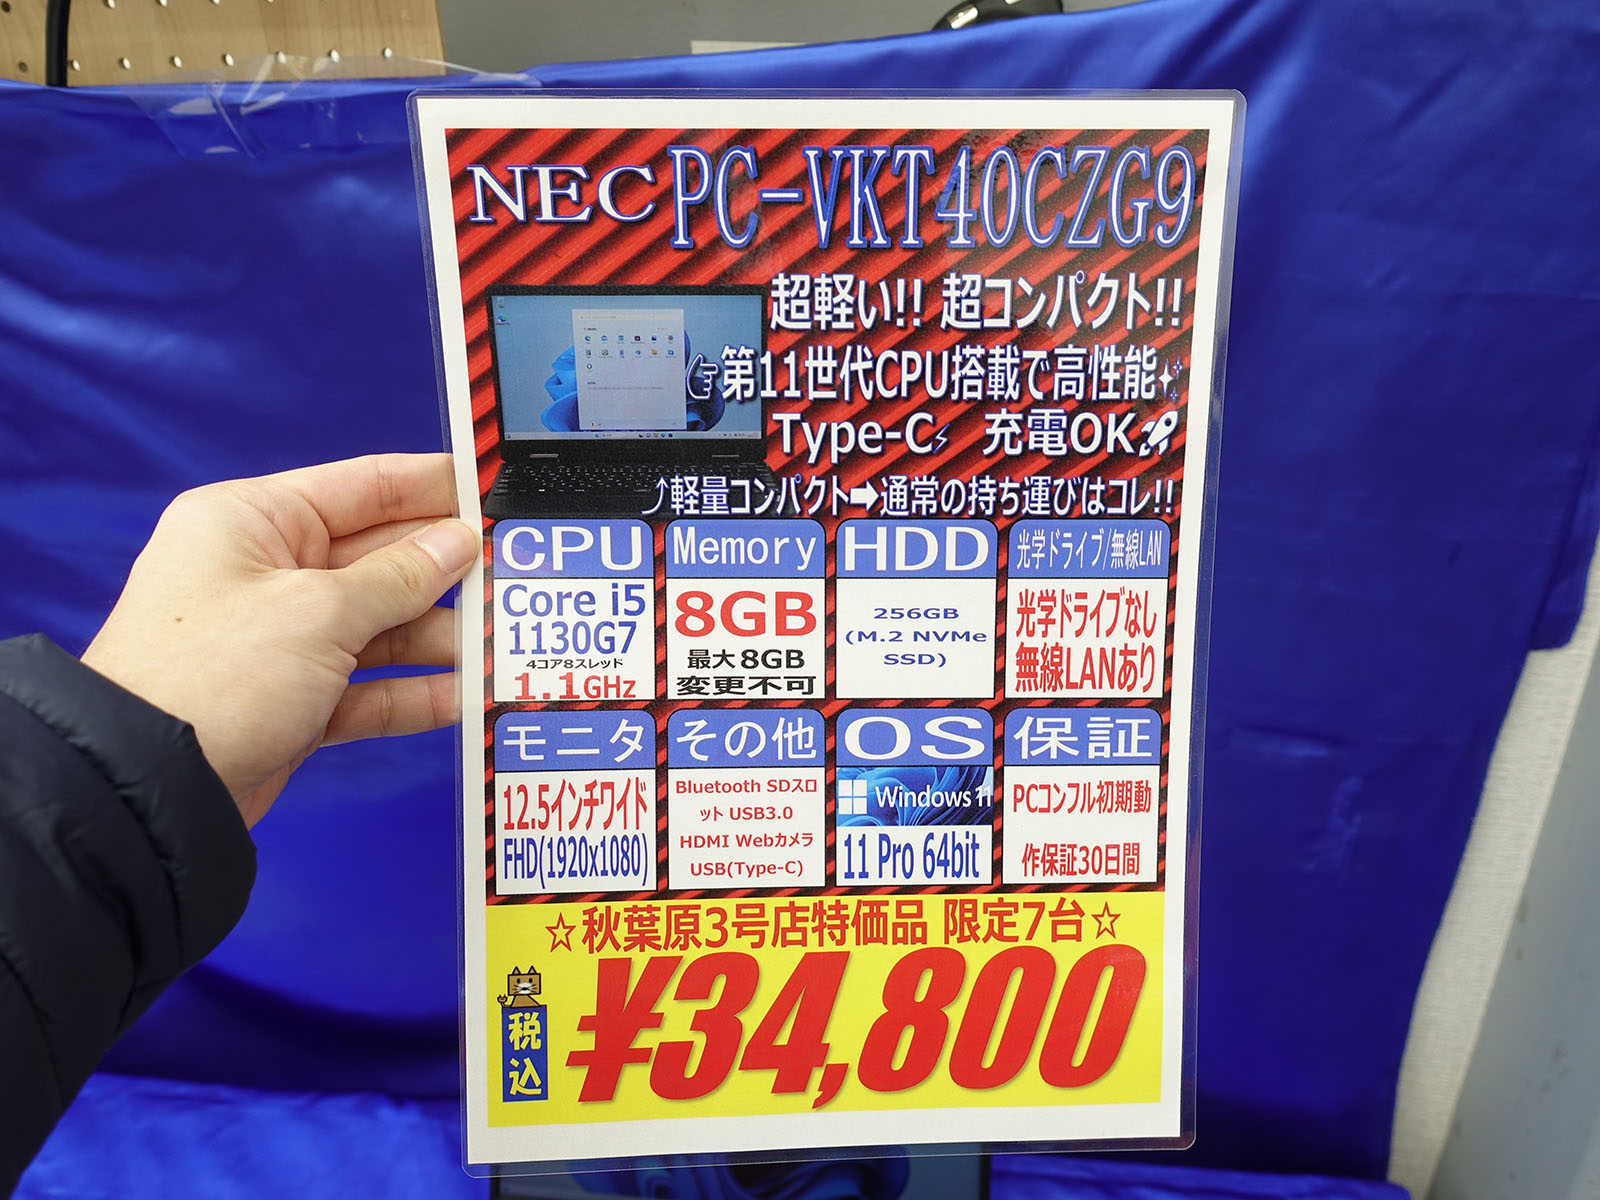 NEC PC-VKT40CZG9
超軽い!! 超コンパクト!!
☞第11世代CPU搭載で高性能✨
Type-C⚡ 充電OK🚀
⤴軽量コンパクト➡通常の持ち運びはコレ!!
CPU
Core i5
1130G7
4コア8スレッド
1.1GHz
Memory
8GB
最大8GB
変更不可
HDD
256GB
(M.2 NVMe
SSD)
光学ドライブ/無線LAN
光学ドライブなし
無線LANあり
モニタ
12.5インチワイド
FHD(1920x1080)
その他
Bluetooth SDスロ
ット USB3.0
HDMI Webカメラ
USB(Type-C)
OS
Windows 11
11 Pro 64bit
保証
PCコンフル初期動
作保証30日間
☆秋葉原3号店特価品 限定7台☆
税込
¥34,800